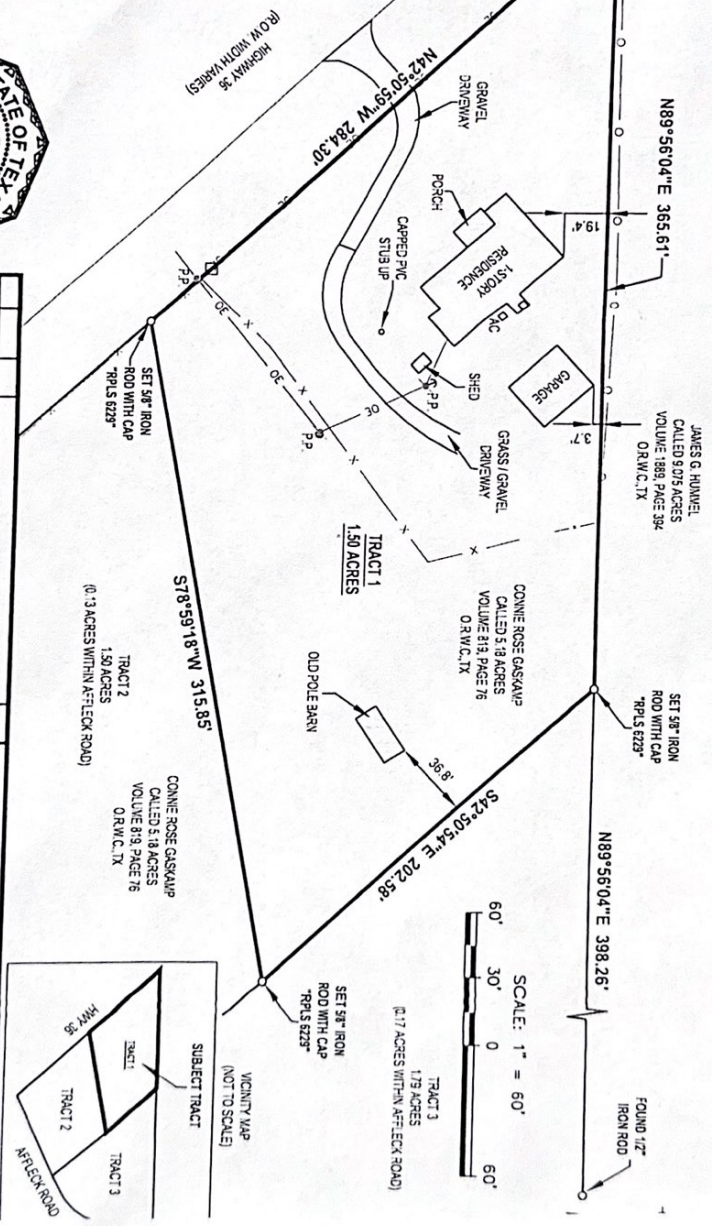 N89°56'04"E 365.61'
JAMES G. HUMMEL
CALLED 9.075 ACRES
VOLUME 1889, PAGE 394
O.R.W.C.,TX
SET 5/8" IRON
ROD WITH CAP
"RPLS 6229"
N89°56'04"E 398.26'
FOUND 1/2"
IRON ROD
19.4'
3.7'
GRAVEL
DRIVEWAY
PORCH
1-STORY
RESIDENCE
AC
GARAGE
SHED
P.P.
CAPPED PVC
STUB UP
GRASS / GRAVEL
DRIVEWAY
P.P.
P.P.
HIGHWAY 36
(R.O.W. WIDTH VARIES)
N42°50'59"W 284.30'
TRACT 1
1.50 ACRES
CONNIE ROSE GASKAMP
CALLED 5.18 ACRES
VOLUME 819, PAGE 76
O.R.W.C.,TX
OLD POLE BARN
36.8'
S42°50'54"E 202.58'
SCALE: 1" = 60'
60' 30' 0 60'
TRACT 3
1.79 ACRES
(0.17 ACRES WITHIN AFFLECK ROAD)
SET 5/8" IRON
ROD WITH CAP
"RPLS 6229"
S78°59'18"W 315.85'
SET 5/8" IRON
ROD WITH CAP
"RPLS 6229"
TRACT 2
1.50 ACRES
(0.13 ACRES WITHIN AFFLECK ROAD)
CONNIE ROSE GASKAMP
CALLED 5.18 ACRES
VOLUME 819, PAGE 76
O.R.W.C.,TX
VICINITY MAP
(NOT TO SCALE)
SUBJECT TRACT
TRACT 1
TRACT 2
TRACT 3
HWY 36
AFFLECK ROAD
ATE OF TEX